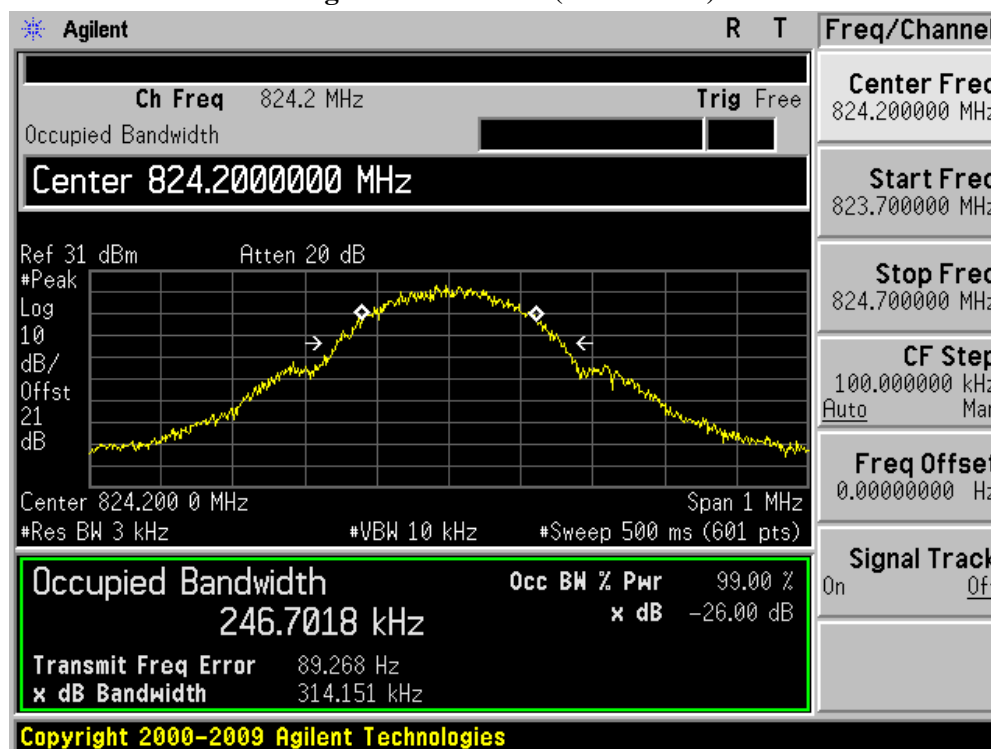 Agilent R T
Freq/Channel
Ch Freq 824.2 MHz Trig Free
Occupied Bandwidth
Center 824.2000000 MHz
Ref 31 dBm Atten 20 dB
#Peak
Log
10
dB/
Offst
21
dB
Center 824.200 0 MHz Span 1 MHz
#Res BW 3 kHz #VBW 10 kHz #Sweep 500 ms (601 pts)
Occupied Bandwidth Occ BW % Pwr 99.00 %
246.7018 kHz x dB -26.00 dB
Transmit Freq Error 89.268 Hz
x dB Bandwidth 314.151 kHz
Center Freq
824.200000 MHz
Start Freq
823.700000 MHz
Stop Freq
824.700000 MHz
CF Step
100.000000 kHz
Auto Man
Freq Offset
0.00000000 Hz
Signal Track
On Off
Copyright 2000-2009 Agilent Technologies